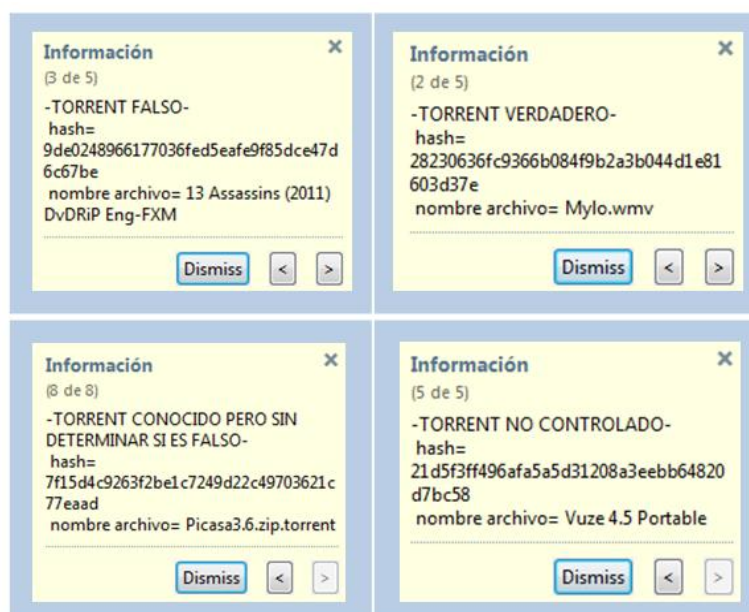 Información
(3 de 5)
-TORRENT FALSO-
hash=
9de0248966177036fed5eafe9f85dce47d
6c67be
nombre archivo= 13 Assassins (2011)
DvDRiP Eng-FXM
Dismiss < >
Información
(2 de 5)
-TORRENT VERDADERO-
hash=
28230636fc9366b084f9b2a3b044d1e81
603d37e
nombre archivo= Mylo.wmv
Dismiss < >
Información
(8 de 8)
-TORRENT CONOCIDO PERO SIN
DETERMINAR SI ES FALSO-
hash=
7f15d4c9263f2be1c7249d22c49703621c
77eaad
nombre archivo= Picasa3.6.zip.torrent
Dismiss < >
Información
(5 de 5)
-TORRENT NO CONTROLADO-
hash=
21d5f3ff496afa5a5d31208a3eebb64820
d7bc58
nombre archivo= Vuze 4.5 Portable
Dismiss < >